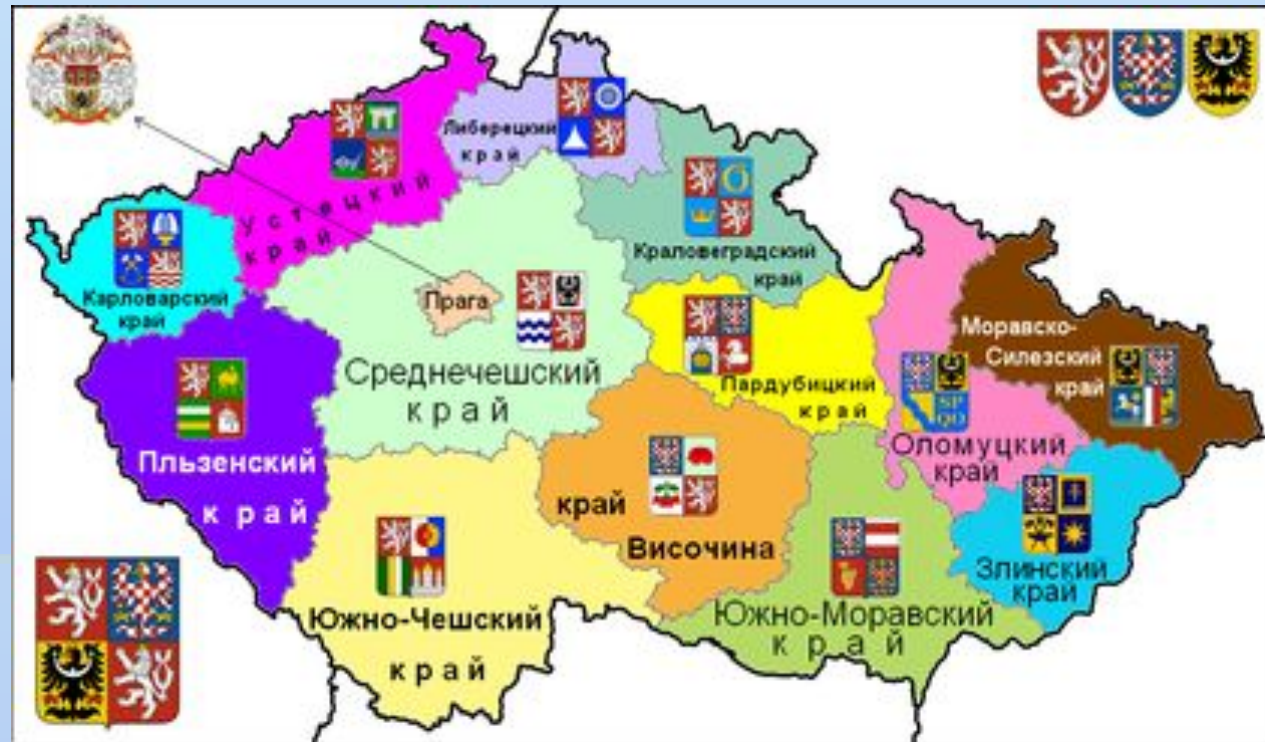 Либерецкий
край
Устецкий
край
Краловеградский
край
Карловарский
край
Прага
Моравско-
Силезский
край
Среднечешский
край
Пардубицкий
край
SP
QO
Оломуцкий
край
Пльзенский
край
край
Височина
Злинский
край
Южно-Чешский
край
Южно-Моравский
край